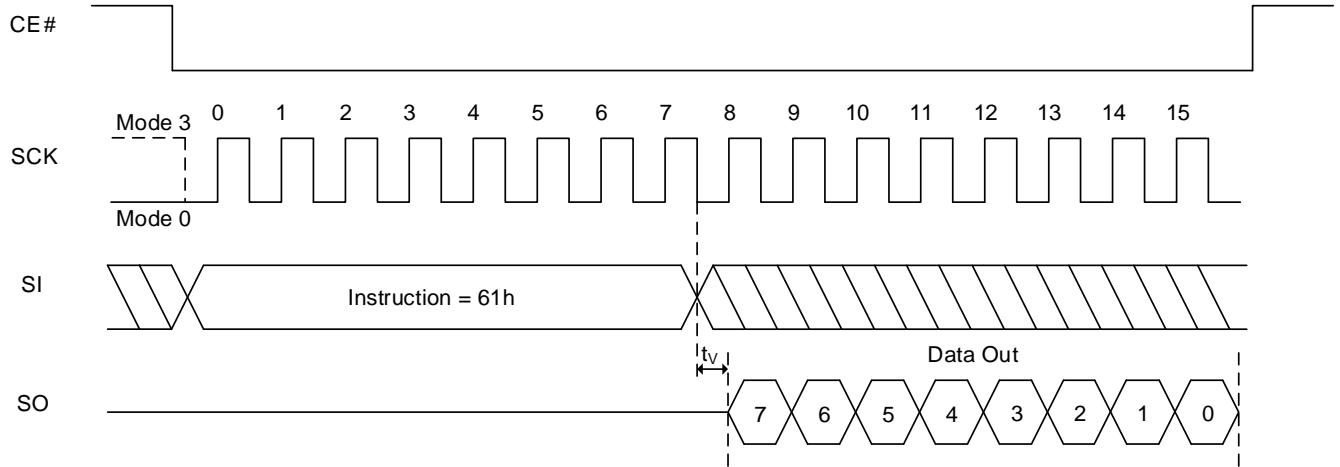 CE#
0 1 2 3 4 5 6 7 8 9 10 11 12 13 14 15
Mode 3
SCK
Mode 0
SI
Instruction = 61h
tV
Data Out
SO
7 6 5 4 3 2 1 0